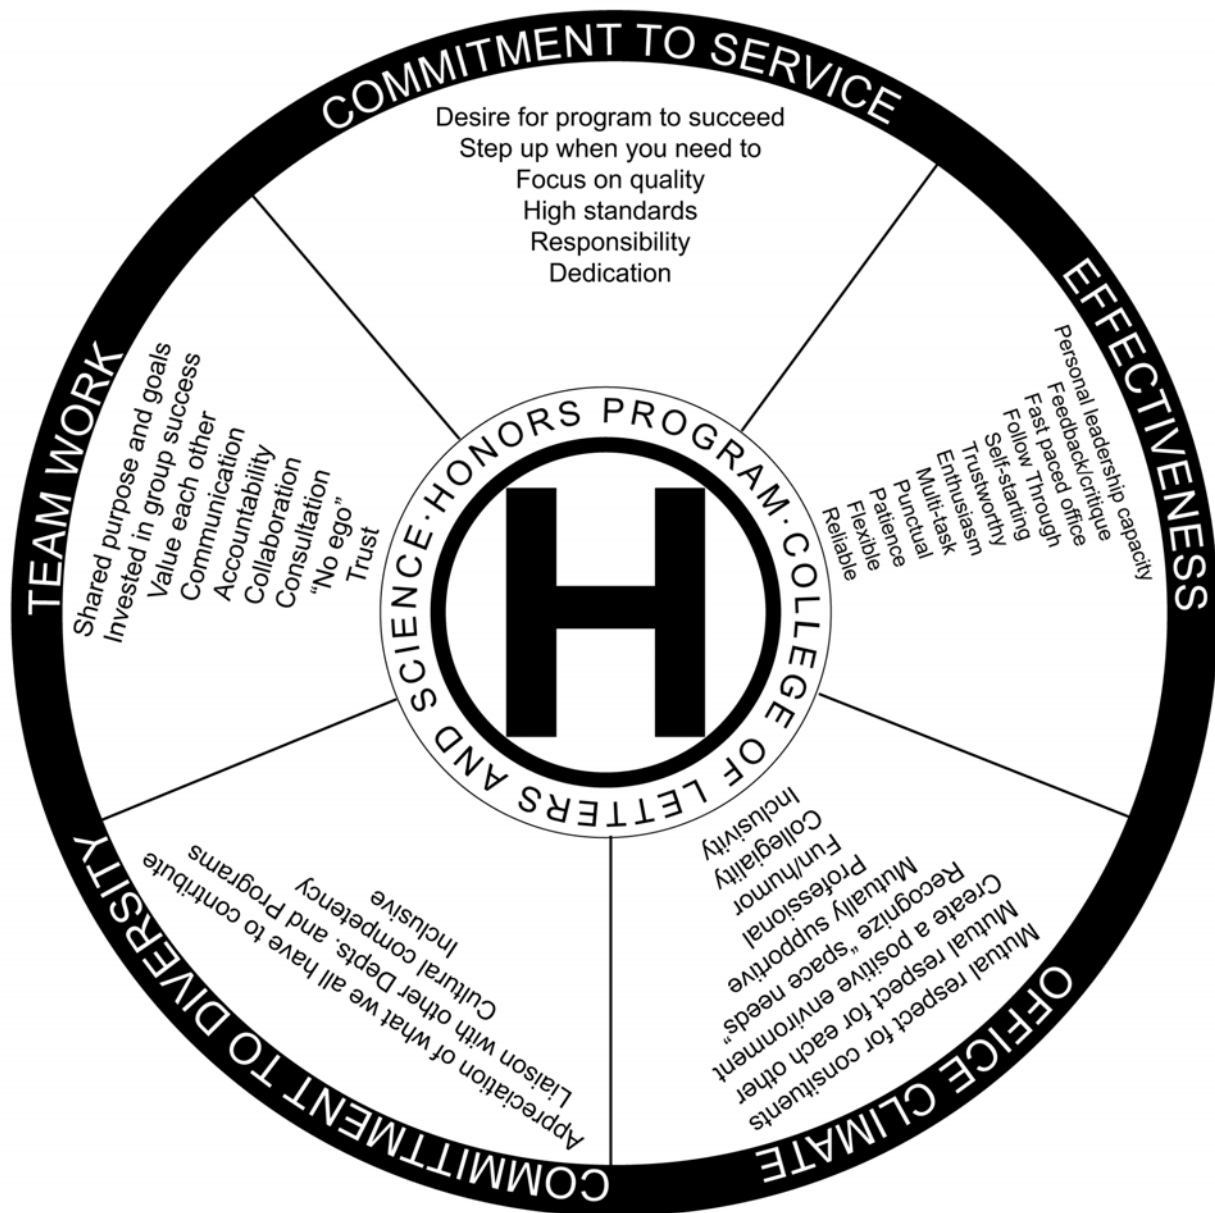 COMMITMENT TO SERVICE
Desire for program to succeed
Step up when you need to
Focus on quality
High standards
Responsibility
Dedication
EFFECTIVENESS
Personal leadership capacity
Feedback/critique
Fast paced office
Follow Through
Self-starting
Trustworthy
Enthusiasm
Multi-task
Punctual
Patience
Flexible
Reliable
OFFICE CLIMATE
Mutual respect for constituents
Mutual respect for each other
Create a positive environment
Recognize “space needs”
Mutually supportive
Professional
Fun/humor
Collegiality
Inclusivity
COMMITTMENT TO DIVERSITY
Appreciation of what we all have to contribute
Liaison with other Depts. and Programs
Cultural competency
Inclusive
TEAM WORK
Shared purpose and goals
Invested in group success
Value each other
Communication
Accountability
Collaboration
Consultation
“No ego”
Trust
HONORS PROGRAM · COLLEGE OF LETTERS AND SCIENCE ·
H